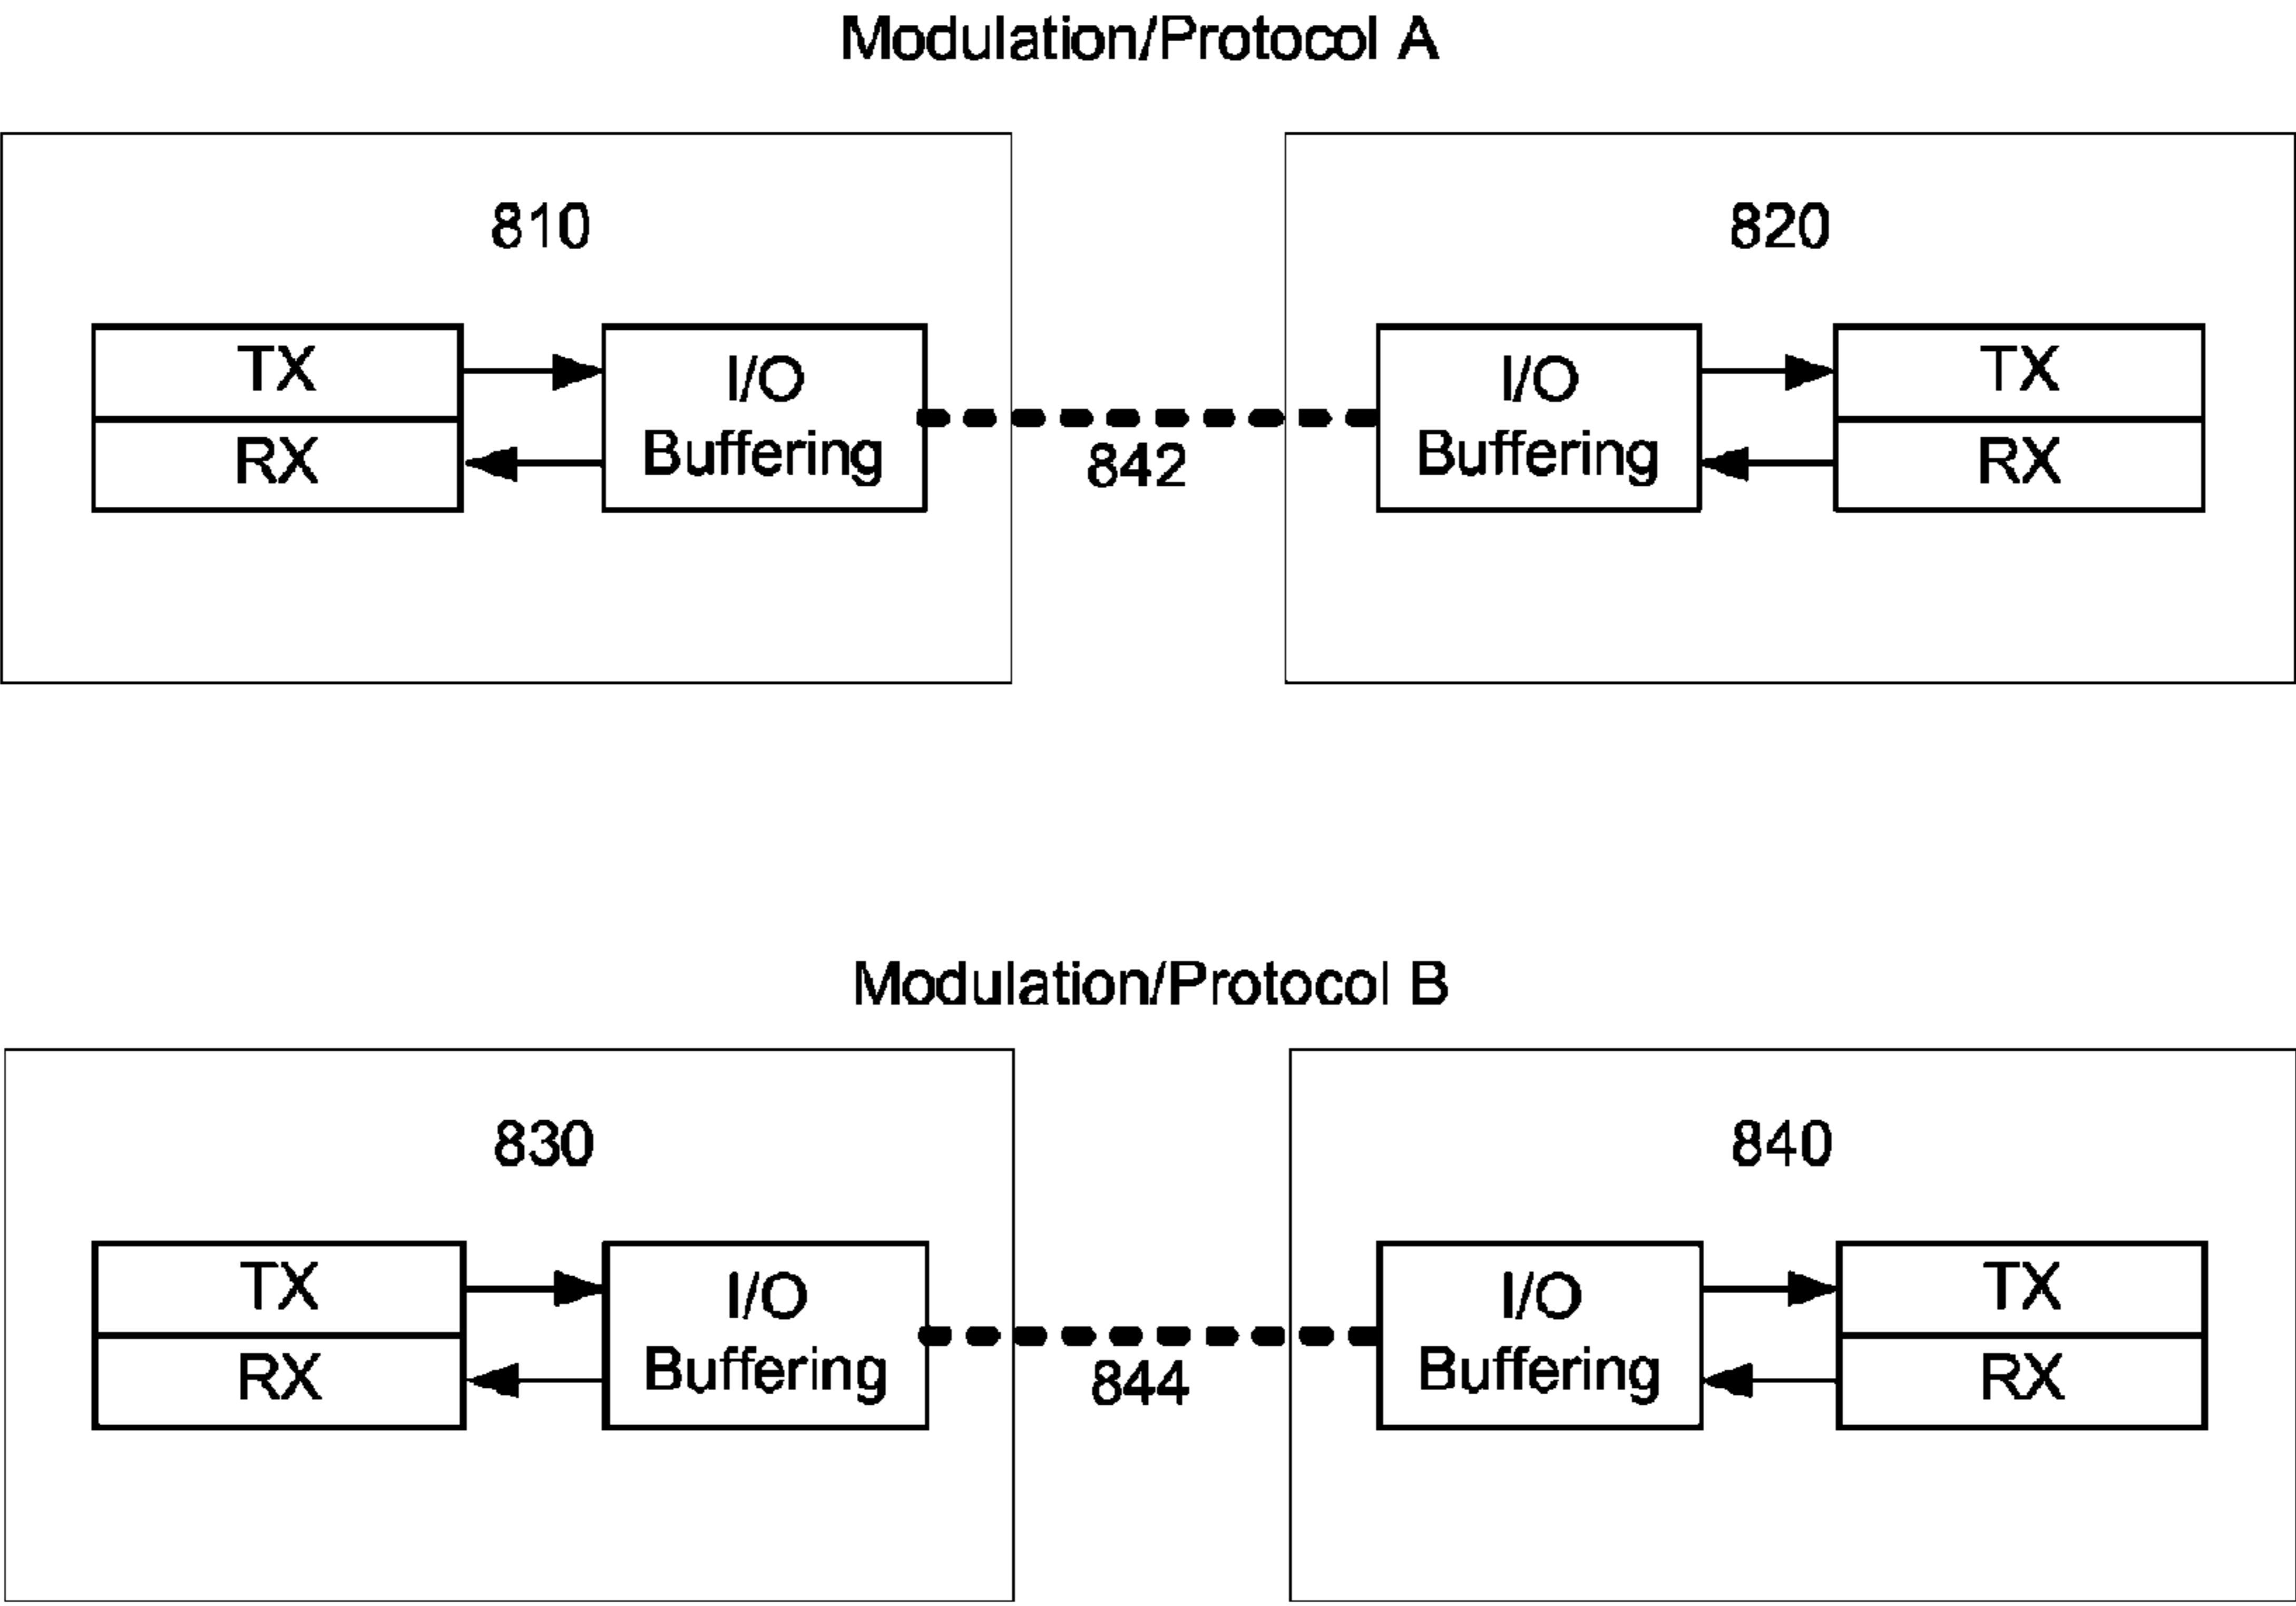 Modulation/Protocol A
810
820
TX
I/O
I/O
TX
RX
Buffering
842
Buffering
RX
Modulation/Protocol B
830
840
TX
I/O
I/O
TX
RX
Buffering
844
Buffering
RX